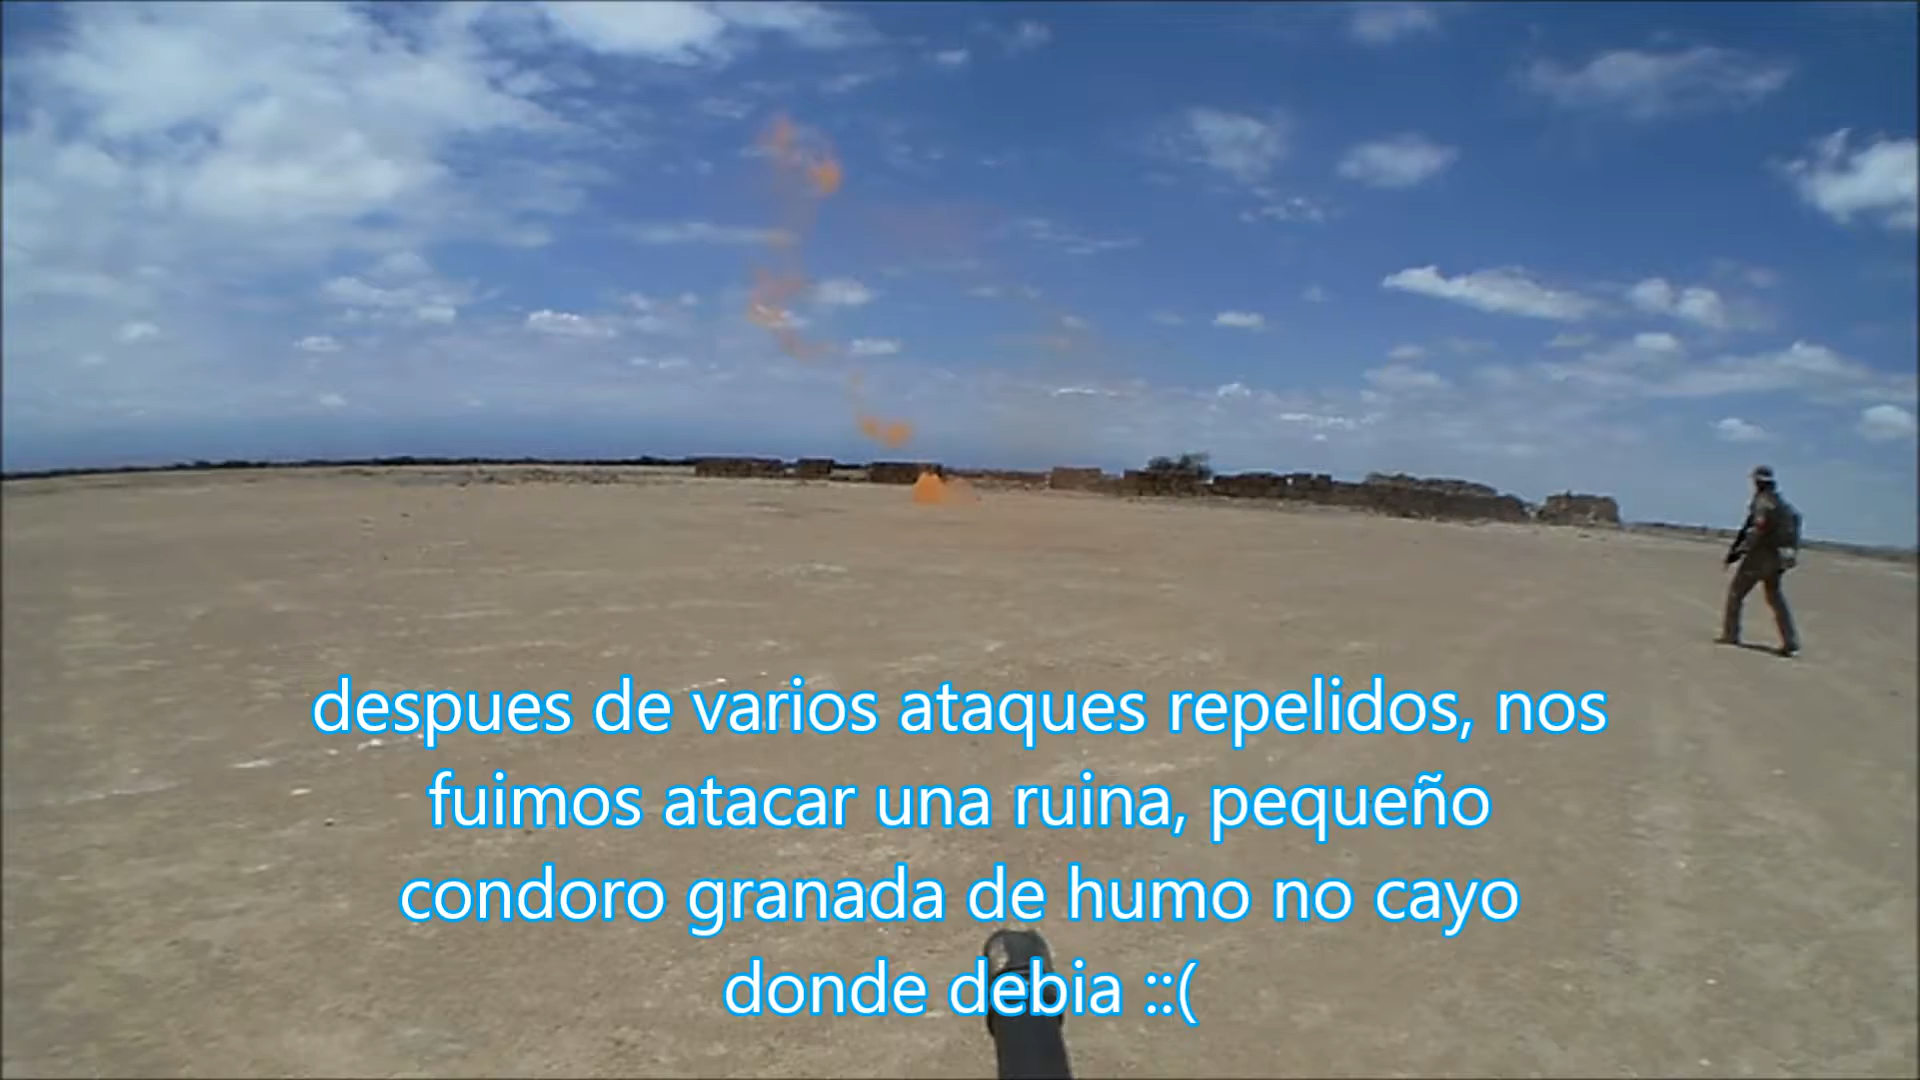 despues de varios ataques repelidos, nos
fuimos atacar una ruina, pequeño
condoro granada de humo no cayo
donde debia ::(